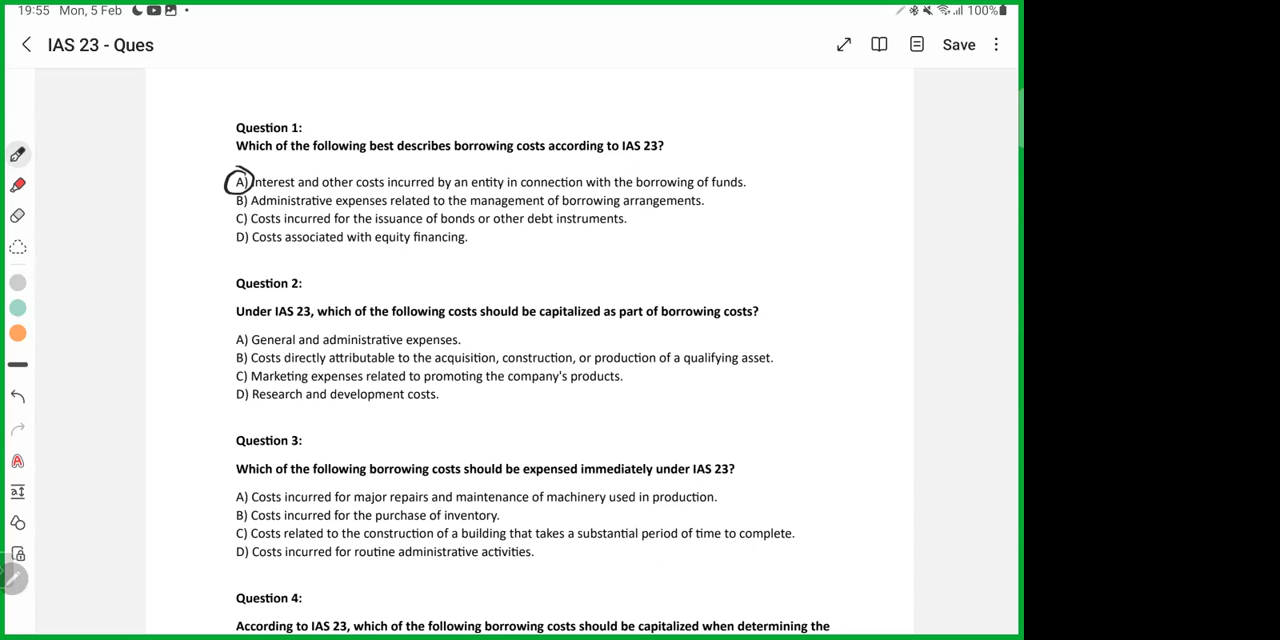 19:55 Mon, 5 Feb
100%
IAS 23 - Ques
Save
Question 1:
Which of the following best describes borrowing costs according to IAS 23?
A) Interest and other costs incurred by an entity in connection with the borrowing of funds.
B) Administrative expenses related to the management of borrowing arrangements.
C) Costs incurred for the issuance of bonds or other debt instruments.
D) Costs associated with equity financing.
Question 2:
Under IAS 23, which of the following costs should be capitalized as part of borrowing costs?
A) General and administrative expenses.
B) Costs directly attributable to the acquisition, construction, or production of a qualifying asset.
C) Marketing expenses related to promoting the company's products.
D) Research and development costs.
Question 3:
Which of the following borrowing costs should be expensed immediately under IAS 23?
A) Costs incurred for major repairs and maintenance of machinery used in production.
B) Costs incurred for the purchase of inventory.
C) Costs related to the construction of a building that takes a substantial period of time to complete.
D) Costs incurred for routine administrative activities.
Question 4:
According to IAS 23, which of the following borrowing costs should be capitalized when determining the